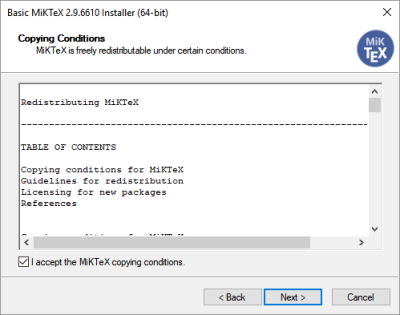 Basic MiKTeX 2.9.6610 Installer (64-bit)
Copying Conditions
MiKTeX is freely redistributable under certain conditions.
MiK
TEX
Redistributing MiKTeX
-----------------------------------------------------------------
TABLE OF CONTENTS
Copying conditions for MiKTeX
Guidelines for redistribution
Licensing for new packages
References
I accept the MiKTeX copying conditions.
< Back
Next >
Cancel